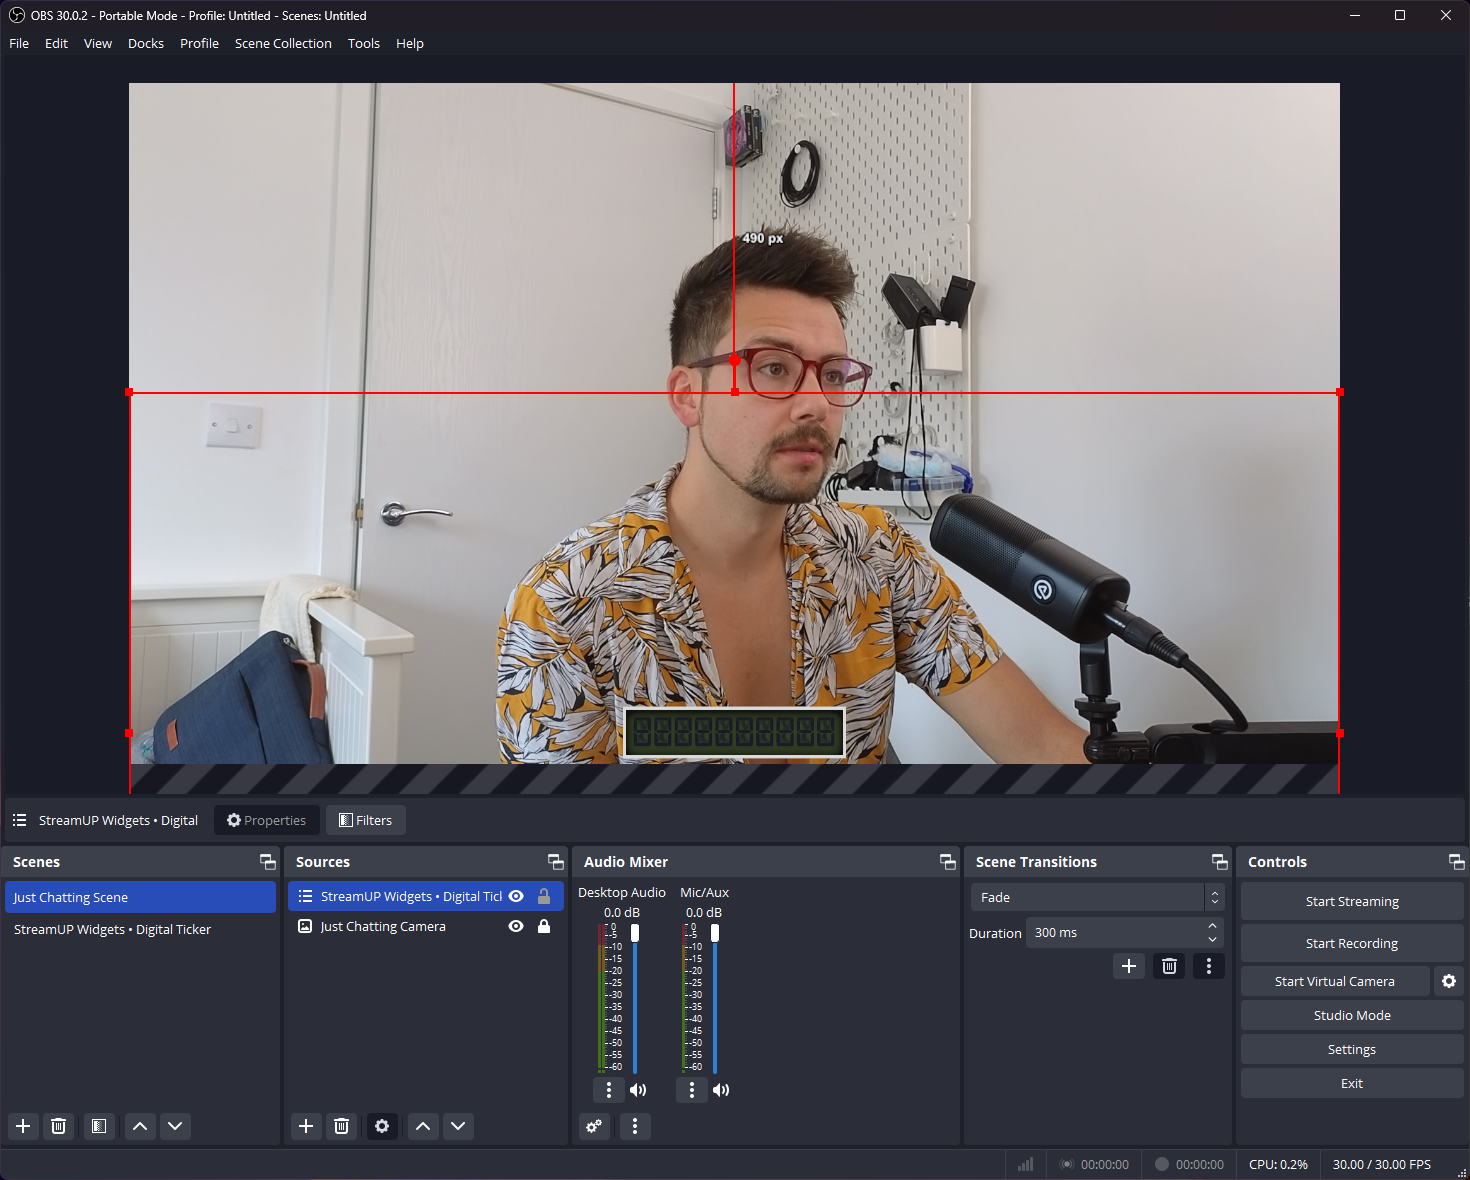 OBS 30.0.2 - Portable Mode - Profile: Untitled - Scenes: Untitled
File Edit View Docks Profile Scene Collection Tools Help
490 px
StreamUP Widgets • Digital Properties Filters
Scenes
Just Chatting Scene
StreamUP Widgets • Digital Ticker
Sources
StreamUP Widgets • Digital Ticl
Just Chatting Camera
Audio Mixer
Desktop Audio
0.0 dB
0
-5
-10
-15
-20
-25
-30
-35
-40
-45
-50
-55
-60
Mic/Aux
0.0 dB
0
-5
-10
-15
-20
-25
-30
-35
-40
-45
-50
-55
-60
Scene Transitions
Fade
Duration 300 ms
Controls
Start Streaming
Start Recording
Start Virtual Camera
Studio Mode
Settings
Exit
00:00:00 00:00:00 CPU: 0.2% 30.00 / 30.00 FPS